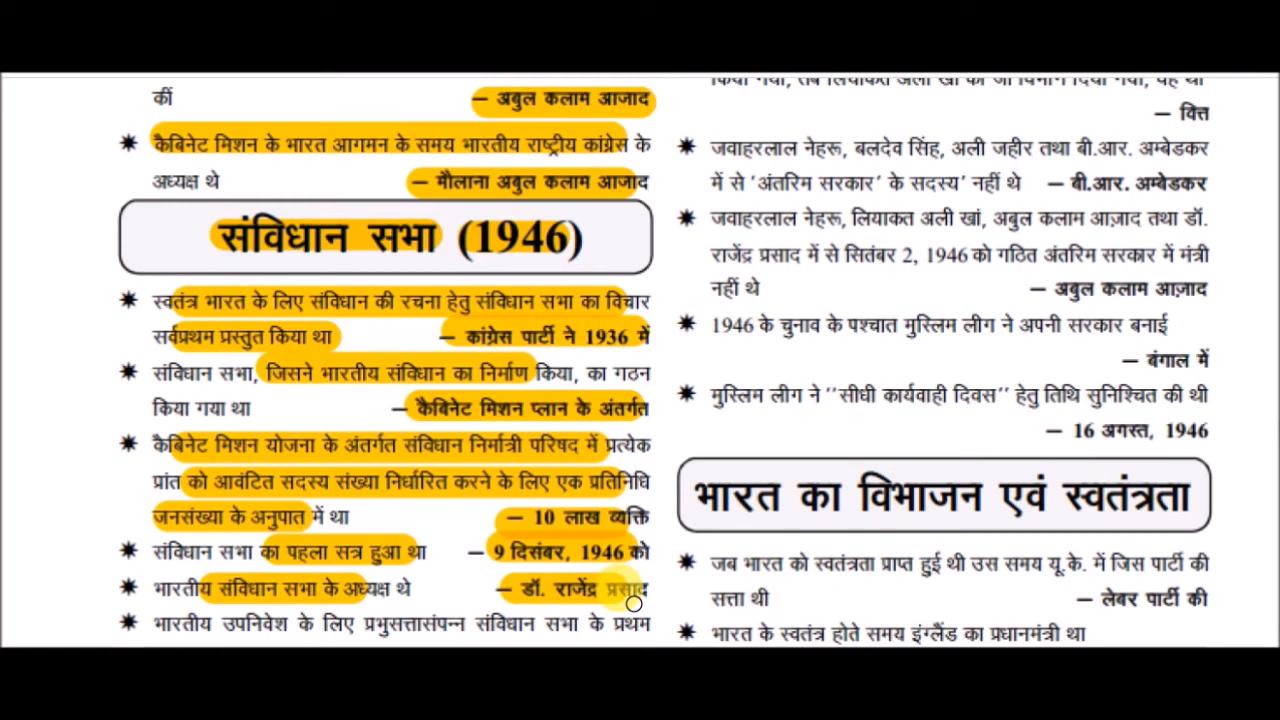 कीं — अबुल कलाम आजाद
* कैबिनेट मिशन के भारत आगमन के समय भारतीय राष्ट्रीय कांग्रेस के
अध्यक्ष थे — मौलाना अबुल कलाम आजाद
संविधान सभा (1946)
* स्वतंत्र भारत के लिए संविधान की रचना हेतु संविधान सभा का विचार
सर्वप्रथम प्रस्तुत किया था — कांग्रेस पार्टी ने 1936 में
* संविधान सभा, जिसने भारतीय संविधान का निर्माण किया, का गठन
किया गया था — कैबिनेट मिशन प्लान के अंतर्गत
* कैबिनेट मिशन योजना के अंतर्गत संविधान निर्मात्री परिषद में प्रत्येक
प्रांत को आवंटित सदस्य संख्या निर्धारित करने के लिए एक प्रतिनिधि
जनसंख्या के अनुपात में था — 10 लाख व्यक्ति
* संविधान सभा का पहला सत्र हुआ था — 9 दिसंबर, 1946 को
* भारतीय संविधान सभा के अध्यक्ष थे — डॉ. राजेंद्र प्रसाद
* भारतीय उपनिवेश के लिए प्रभुसत्तासंपन्न संविधान सभा के प्रथम
किया गया, तब लियाकत अली खां को जो विभाग दिया गया, वह था
— वित्त
* जवाहरलाल नेहरू, बलदेव सिंह, अली जहीर तथा बी.आर. अम्बेडकर
में से 'अंतरिम सरकार' के सदस्य' नहीं थे — बी.आर. अम्बेडकर
* जवाहरलाल नेहरू, लियाकत अली खां, अबुल कलाम आज़ाद तथा डॉ.
राजेंद्र प्रसाद में से सितंबर 2, 1946 को गठित अंतरिम सरकार में मंत्री
नहीं थे — अबुल कलाम आज़ाद
* 1946 के चुनाव के पश्चात मुस्लिम लीग ने अपनी सरकार बनाई
— बंगाल में
* मुस्लिम लीग ने ''सीधी कार्यवाही दिवस'' हेतु तिथि सुनिश्चित की थी
— 16 अगस्त, 1946
भारत का विभाजन एवं स्वतंत्रता
* जब भारत को स्वतंत्रता प्राप्त हुई थी उस समय यू.के. में जिस पार्टी की
सत्ता थी — लेबर पार्टी की
* भारत के स्वतंत्र होते समय इंग्लैंड का प्रधानमंत्री था